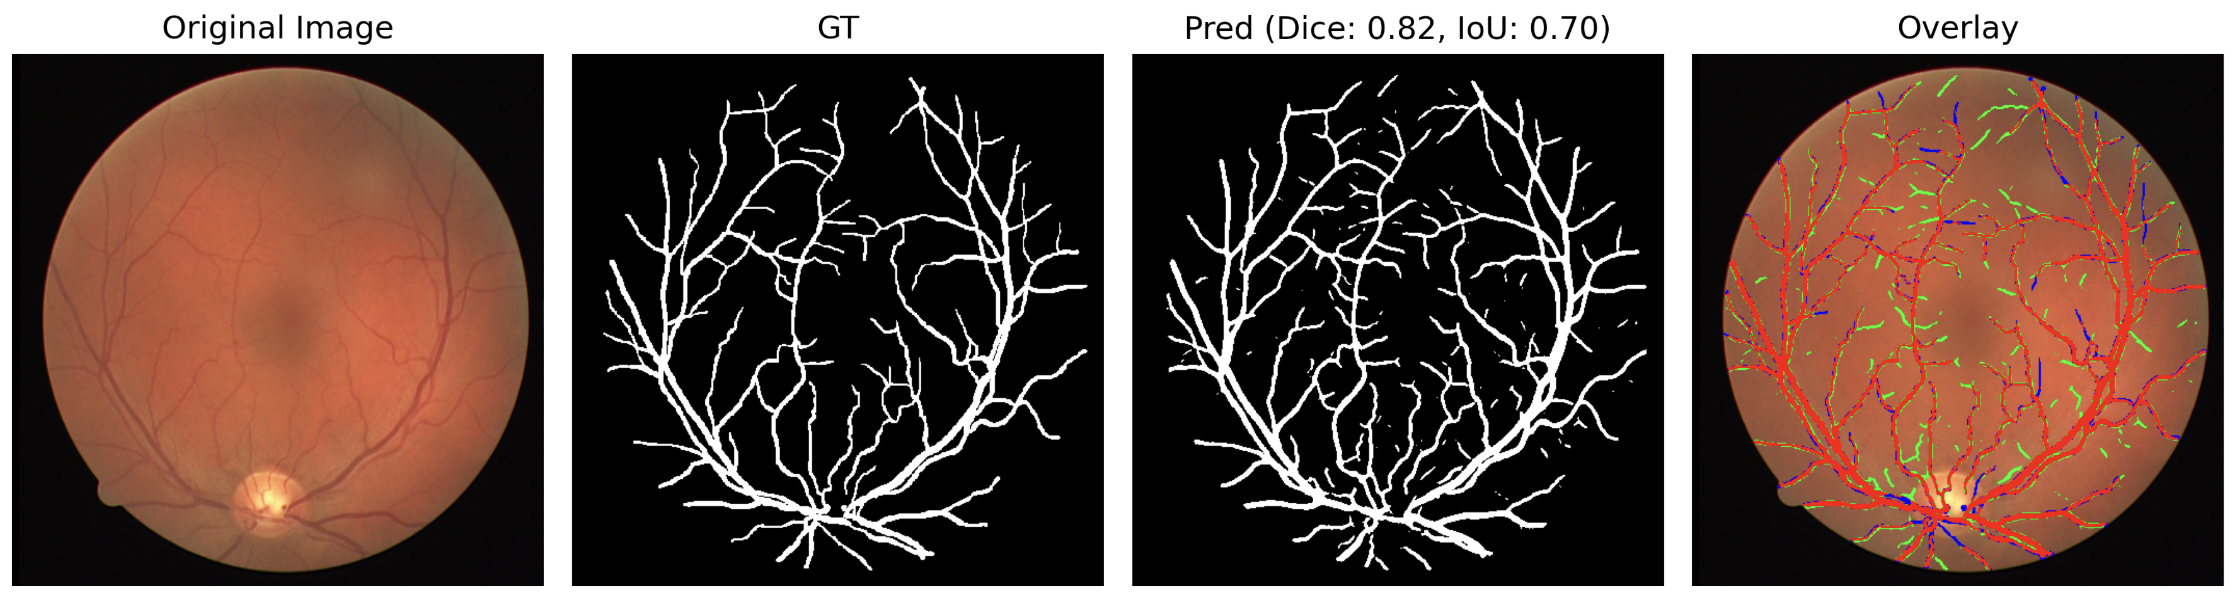 Original Image
GT
Pred (Dice: 0.82, IoU: 0.70)
Overlay